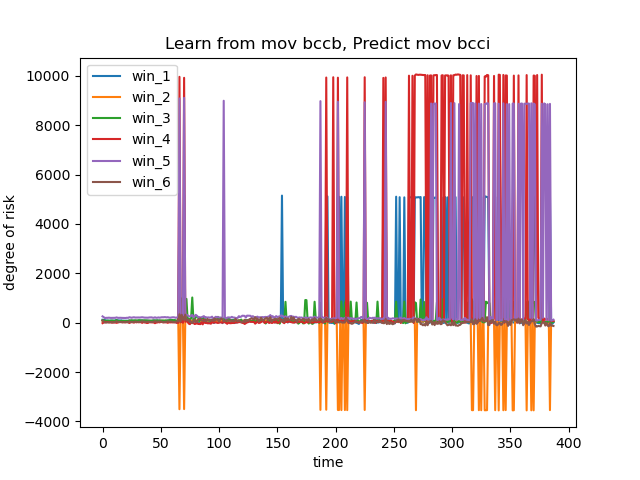 Learn from mov bccb, Predict mov bcci
degree of risk
10000
8000
6000
4000
2000
0
−2000
−4000
win_1
win_2
win_3
win_4
win_5
win_6
0 50 100 150 200 250 300 350 400
time